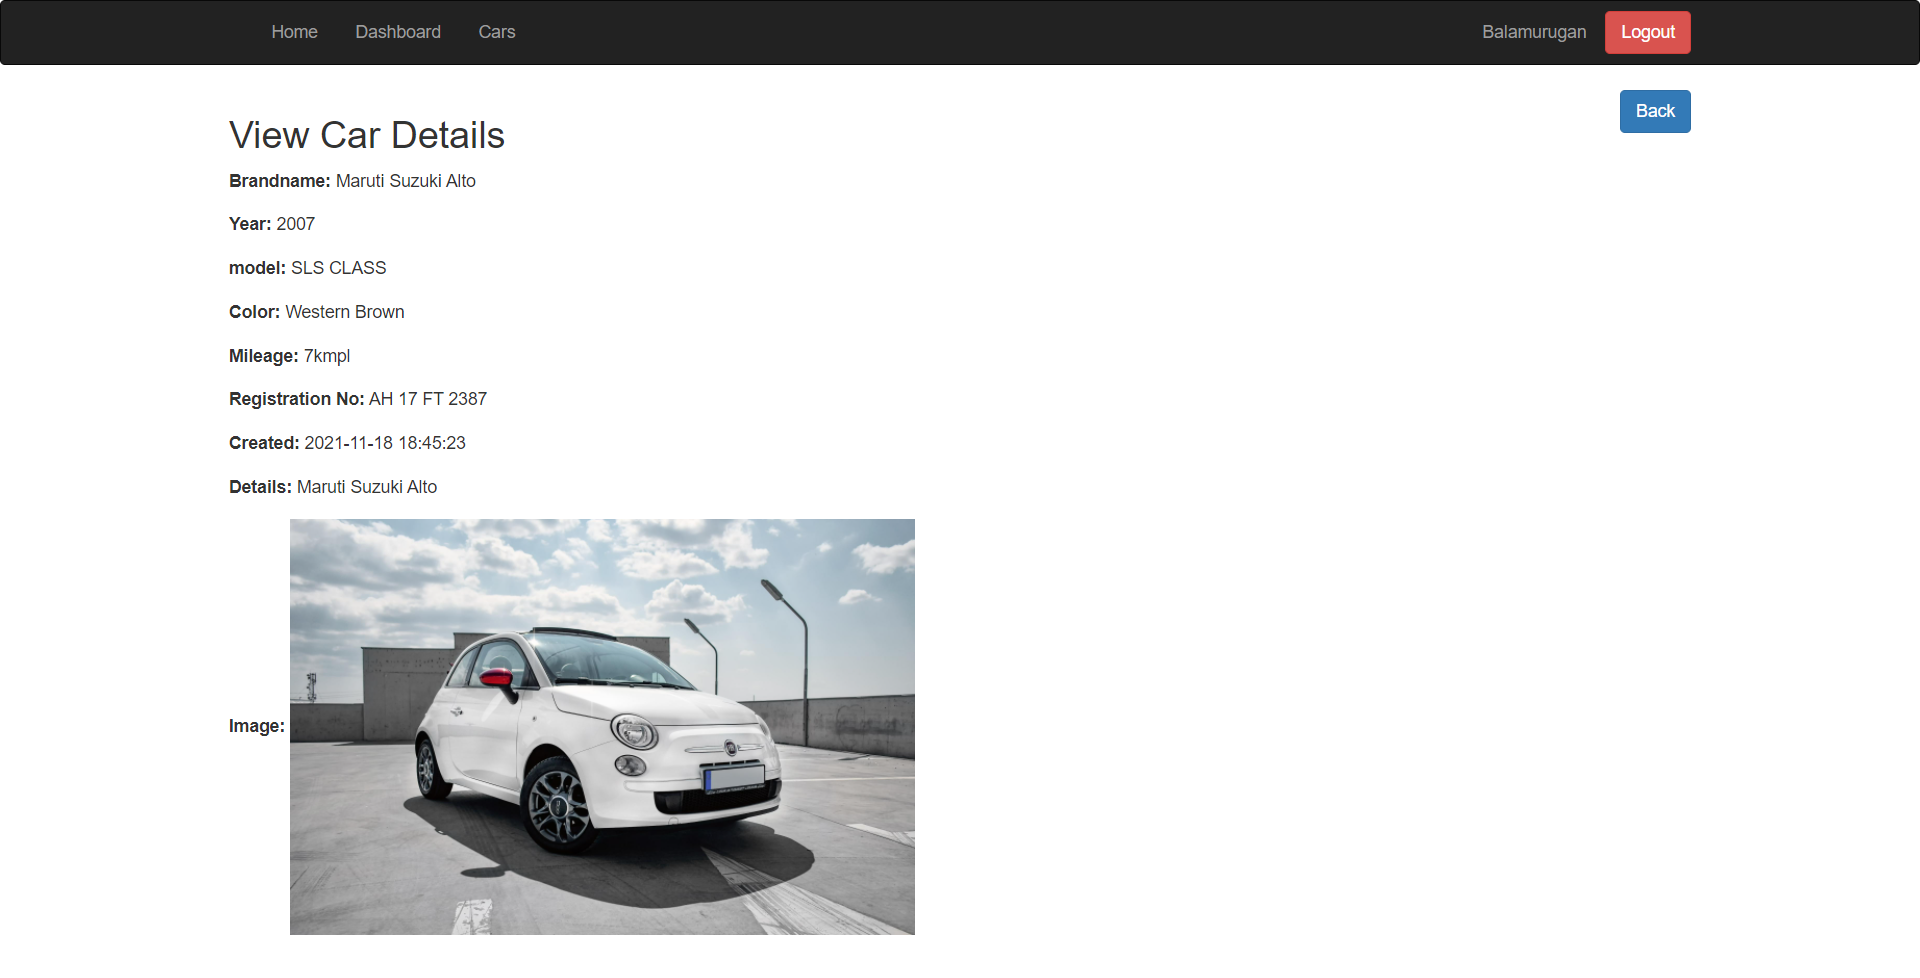 Home Dashboard Cars Balamurugan Logout
Back
View Car Details
Brandname: Maruti Suzuki Alto
Year: 2007
model: SLS CLASS
Color: Western Brown
Mileage: 7kmpl
Registration No: AH 17 FT 2387
Created: 2021-11-18 18:45:23
Details: Maruti Suzuki Alto
Image: